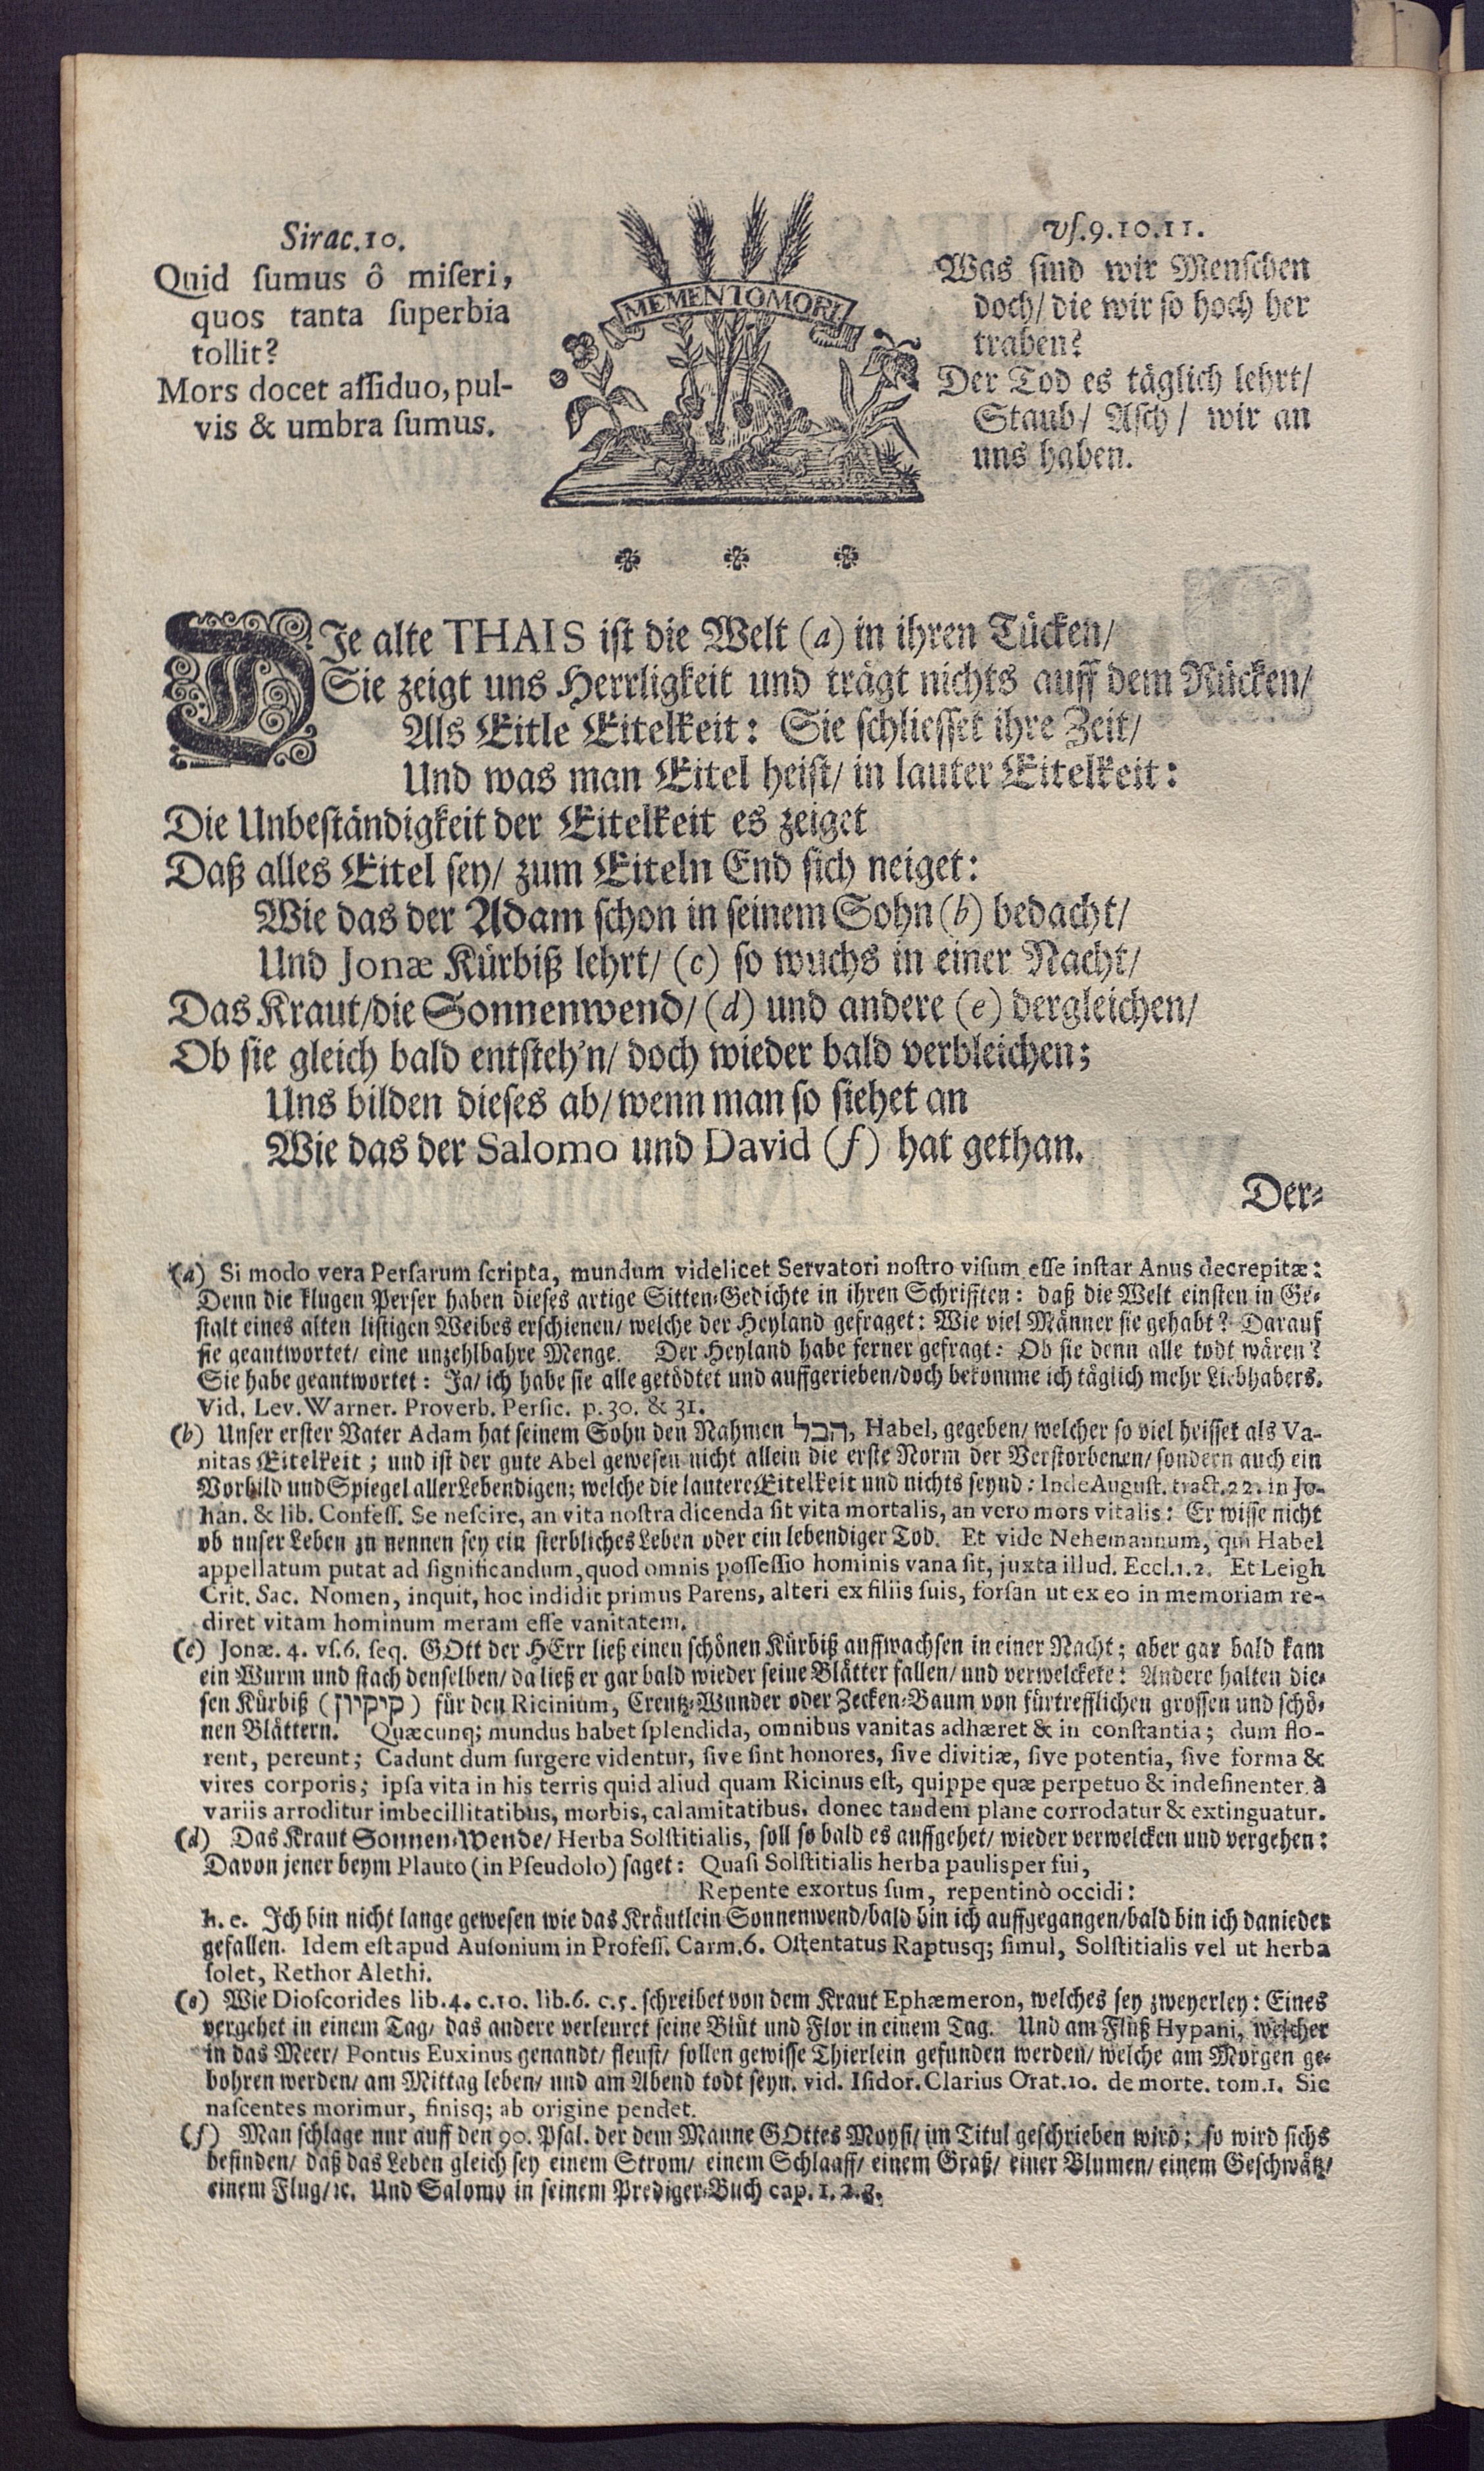 Sirac.10.
Quid ſumus ô miſeri,
quos tanta ſuperbia
tollit?
Mors docet aſſiduo, pul-
vis & umbra ſumus.
MEMENTO MORI
vſ.9.10.11.
Was ſind wir Menſchen
doch/ die wir ſo hoch her
traben?
Der Tod es täglich lehrt/
Staub/ Aſch/ wir an
uns haben.
DIe alte THAIS iſt die Welt (a) in ihren Tücken/
Sie zeigt uns Herrligkeit und trägt nichts auff dem Rücken/
Als Eitle Eitelkeit: Sie ſchlieſſet ihre Zeit/
Und was man Eitel heiſt/ in lauter Eitelkeit:
Die Unbeſtändigkeit der Eitelkeit es zeiget
Daß alles Eitel ſey/ zum Eiteln End ſich neiget:
Wie das der Adam ſchon in ſeinem Sohn (b) bedacht/
Und Jonæ Kürbiß lehrt/ (c) ſo wuchs in einer Nacht/
Das Kraut/die Sonnenwend/ (d) und andere (e) dergleichen/
Ob ſie gleich bald entſteh'n/ doch wieder bald verbleichen;
Uns bilden dieſes ab/ wenn man ſo ſiehet an
Wie das der Salomo und David (f) hat gethan.
Der-
(a) Si modo vera Perſarum ſcripta, mundum videlicet Servatori noſtro viſum eſſe inſtar Anus decrepitæ:
Denn die klugen Perſer haben dieſes artige Sitten-Gedichte in ihren Schrifften: daß die Welt einſten in Ge-
ſtalt eines alten liſtigen Weibes erſchienen/ welche der Heyland gefraget: Wie viel Männer ſie gehabt? Darauf
ſie geantwortet/ eine unzehlbahre Menge. Der Heyland habe ferner gefragt: Ob ſie denn alle todt wären?
Sie habe geantwortet: Ja/ ich habe ſie alle getödtet und auffgerieben/doch bekomme ich täglich mehr Liebhabers.
Vid. Lev. Warner. Proverb. Perſic. p. 30. & 31.
(b) Unſer erſter Vater Adam hat ſeinem Sohn den Nahmen הבל, Habel, gegeben/ welcher ſo viel heiſſet als Va-
nitas Eitelkeit; und iſt der gute Abel geweſen nicht allein die erſte Norm der Verſtorbenen/ ſondern auch ein
Vorbild und Spiegel aller Lebendigen; welche die lautere Eitelkeit und nichts ſeynd: Inde Auguſt. tract. 22. in Jo-
han. & lib. Confeſſ. Se neſcire, an vita noſtra dicenda ſit vita mortalis, an vero mors vitalis: Er wiſſe nicht
ob unſer Leben zu nennen ſey ein ſterbliches Leben oder ein lebendiger Tod. Et vide Nehemannum, qui Habel
appellatum putat ad ſignificandum, quod omnis poſſeſſio hominis vana ſit, juxta illud. Eccl.1.2. Et Leigh
Crit. Sac. Nomen, inquit, hoc indidit primus Parens, alteri ex filiis ſuis, forſan ut ex eo in memoriam re-
diret vitam hominum meram eſſe vanitatem.
(c) Jonæ. 4. vſ.6. ſeq. GOtt der HErr ließ einen ſchönen Kürbiß auffwachſen in einer Nacht; aber gar bald kam
ein Wurm und ſtach denſelben/ da ließ er gar bald wieder ſeine Blätter fallen/ und verwelckete: Andere halten die-
ſen Kürbiß (קיקיון) für den Ricinium, Creutz-Wunder oder Zecken-Baum von fürtrefflichen groſſen und ſchö-
nen Blättern. Quæcunq; mundus habet ſplendida, omnibus vanitas adhæret & in conſtantia; dum flo-
rent, pereunt; Cadunt dum ſurgere videntur, ſive ſint honores, ſive divitiæ, ſive potentia, ſive forma &
vires corporis; ipſa vita in his terris quid aliud quam Ricinus eſt, quippe quæ perpetuo & indeſinenter à
variis arroditur imbecillitatibus, morbis, calamitatibus, donec tandem plane corrodatur & extinguatur.
(d) Das Kraut Sonnen-Wende/ Herba Solſtitialis, ſoll ſo bald es auffgehet/ wieder verwelcken und vergehen:
Davon jener beym Plauto (in Pſeudolo) ſaget: Quaſi Solſtitialis herba paulisper fui,
Repente exortus ſum, repentinò occidi:
h. e. Ich bin nicht lange geweſen wie das Kräutlein Sonnenwend/bald bin ich auffgegangen/bald bin ich danieder
gefallen. Idem eſt apud Auſonium in Profeſſ. Carm.6. Oſtentatus Raptusq; ſimul, Solſtitialis vel ut herba
ſolet, Rethor Alethi.
(e) Wie Dioſcorides lib.4. c.10. lib.6. c.5. ſchreibet von dem Kraut Ephæmeron, welches ſey zweyerley: Eines
vergehet in einem Tag/ das andere verleuret ſeine Blüt und Flor in einem Tag. Und am Flüß Hypani, welcher
in das Meer/ Pontus Euxinus genandt/ fleuſt/ ſollen gewiſſe Thierlein gefunden werden/ welche am Morgen ge-
bohren werden/ am Mittag leben/ und am Abend todt ſeyn. vid. Iſidor. Clarius Orat.10. de morte. tom.1. Sic
naſcentes morimur, finisq; ab origine pendet.
(f) Man ſchlage nur auff den 90. Pſal. der dem Manne GOttes Moyſi/ im Titul geſchrieben wird; ſo wird ſichs
befinden/ daß das Leben gleich ſey einem Strom/ einem Schlaaff/ einem Graß/ einer Blumen/ einem Geſchwätz/
einem Flug/ꝛc. Und Salomo in ſeinem Prediger-Buch cap. 1. 2. 3.